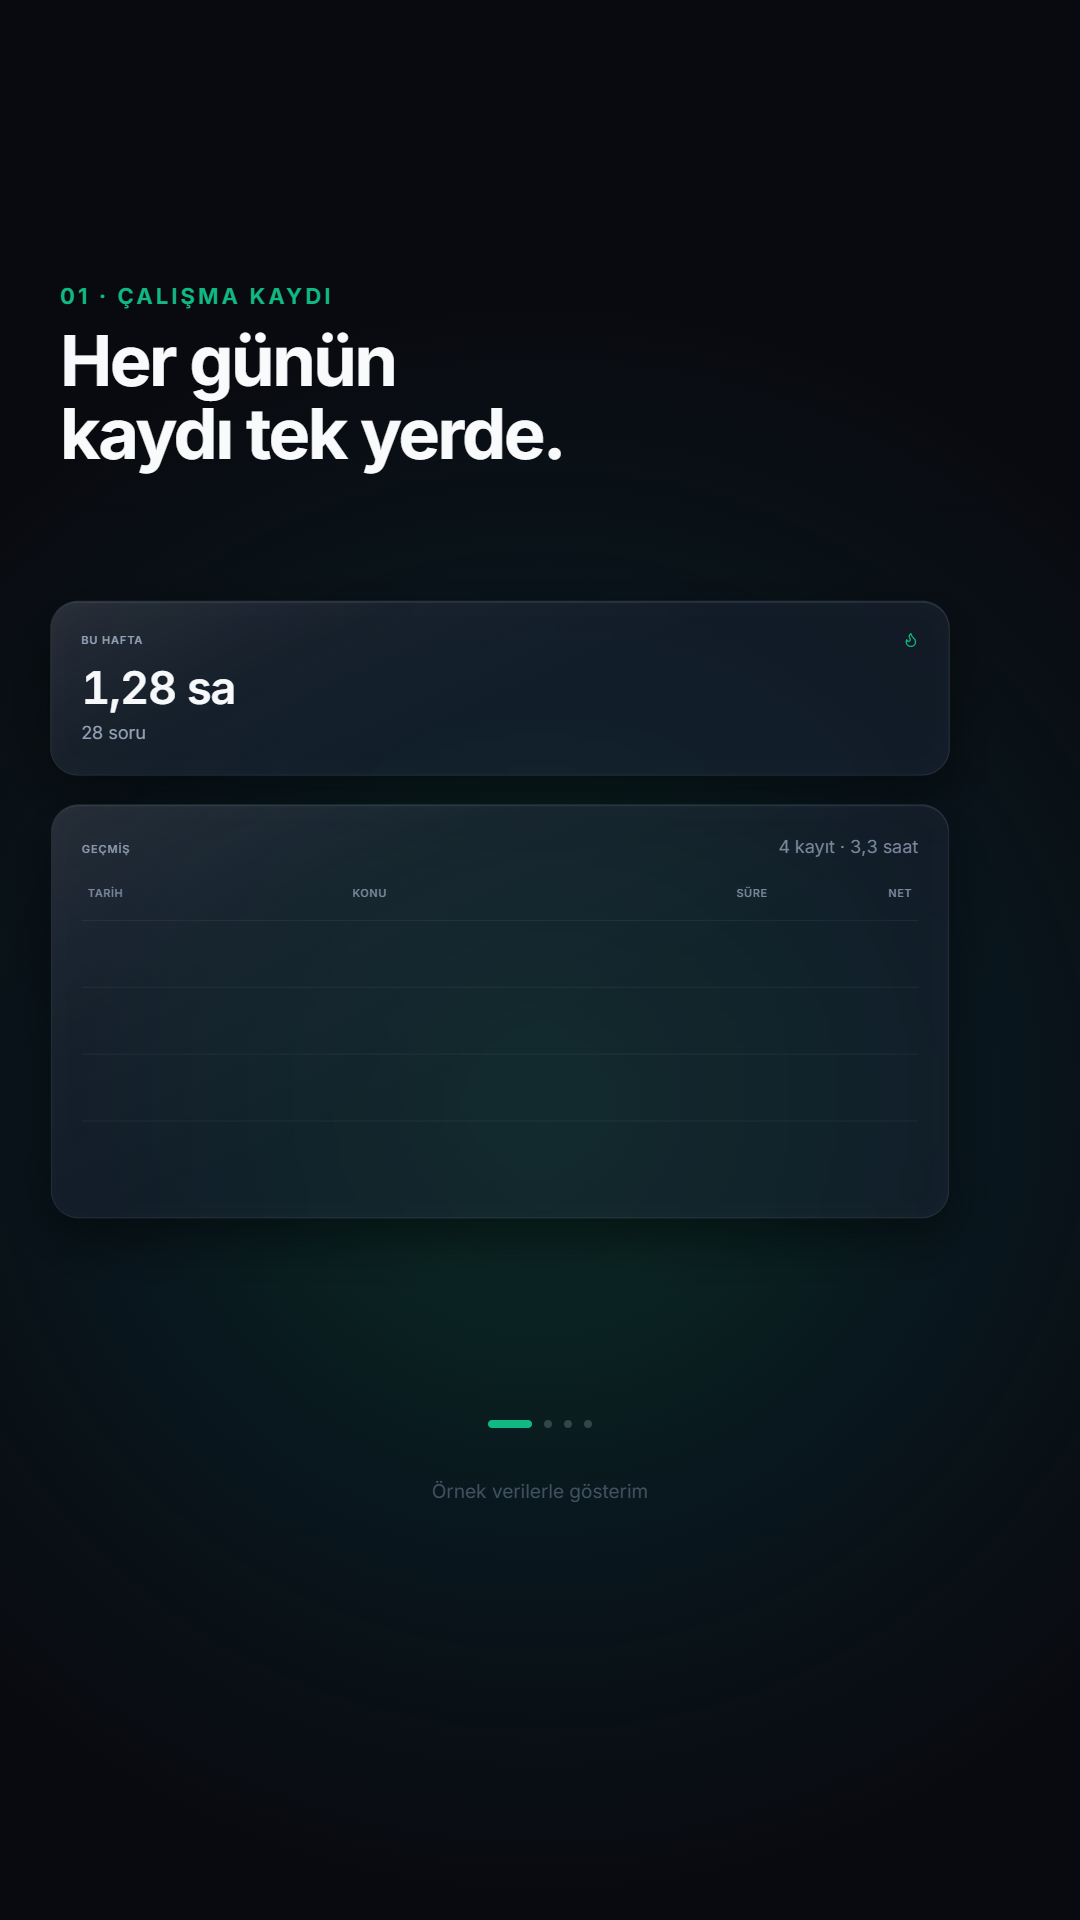 01 · ÇALIŞMA KAYDI
Her günün
kaydı tek yerde.
BU HAFTA
1,28 sa
28 soru
GEÇMİŞ
4 kayıt · 3,3 saat
TARİH KONU SÜRE NET
Örnek verilerle gösterim